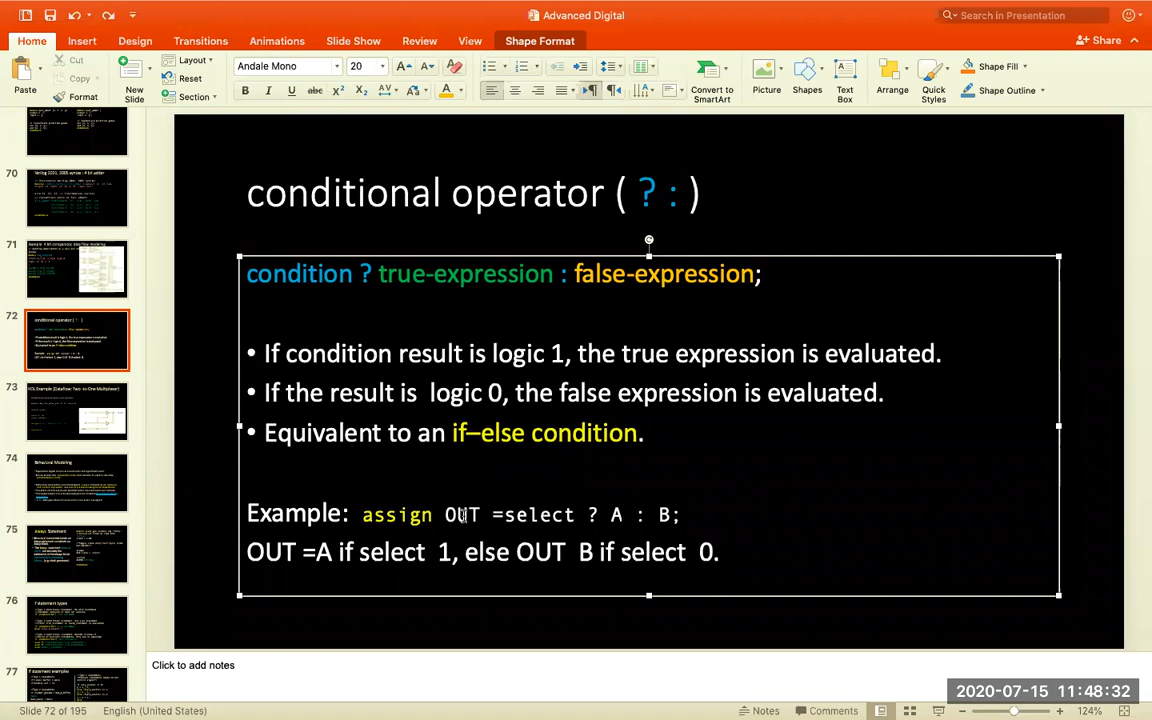 Advanced Digital
Search in Presentation
Home Insert Design Transitions Animations Slide Show Review View Shape Format Share
Paste
Cut
Copy
Format
New
Slide
Layout
Reset
Section
Andale Mono 20
Convert to
SmartArt
Picture
Shapes
Text
Box
Arrange
Quick
Styles
Shape Fill
Shape Outline
70
71
72
73
74
75
76
77
conditional operator ( ? : )
condition ? true-expression : false-expression;
• If condition result is logic 1, the true expression is evaluated.
• If the result is logic 0, the false expression is evaluated.
• Equivalent to an if–else condition.
Example: assign OUT =select ? A : B;
OUT =A if select 1, else OUT B if select 0.
Click to add notes
2020-07-15 11:48:32
Slide 72 of 195 English (United States) Notes Comments 124%